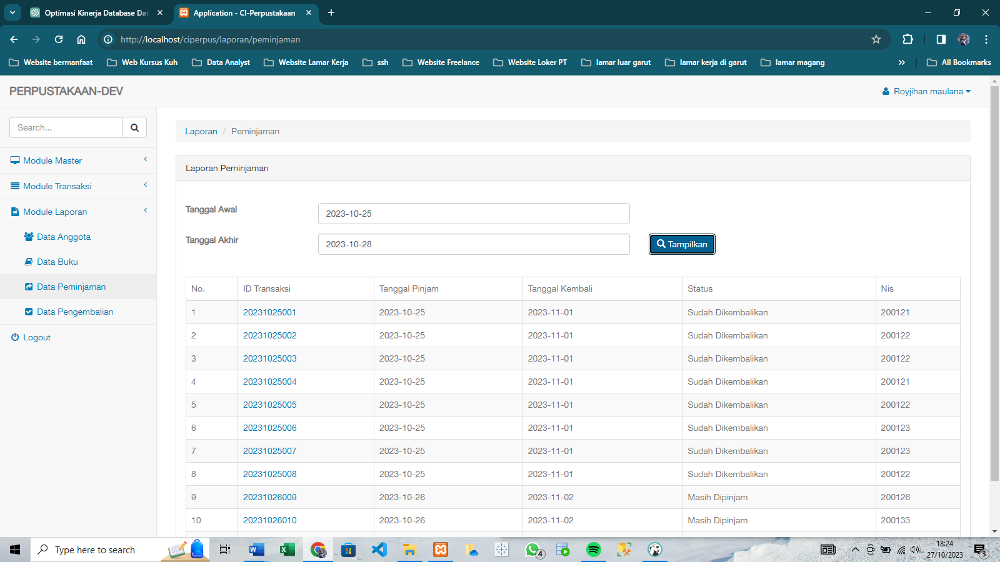 Optimasi Kinerja Database Dat
Application - CI-Perpustakaan
http://localhost/ciperpus/laporan/peminjaman
Website bermanfaat
Web Kursus Kuh
Data Analyst
Website Lamar Kerja
ssh
Website Freelance
Website Loker PT
lamar luar garut
lamar kerja di garut
lamar magang
»
All Bookmarks
PERPUSTAKAAN-DEV
Royjihan maulana
Search...
Module Master
Module Transaksi
Module Laporan
Data Anggota
Data Buku
Data Peminjaman
Data Pengembalian
Logout
Laporan / Peminjaman
Laporan Peminjaman
Tanggal Awal 2023-10-25
Tanggal Akhir 2023-10-28 Tampilkan
No. ID Transaksi Tanggal Pinjam Tanggal Kembali Status Nis
1 20231025001 2023-10-25 2023-11-01 Sudah Dikembalikan 200121
2 20231025002 2023-10-25 2023-11-01 Sudah Dikembalikan 200122
3 20231025003 2023-10-25 2023-11-01 Sudah Dikembalikan 200122
4 20231025004 2023-10-25 2023-11-01 Sudah Dikembalikan 200121
5 20231025005 2023-10-25 2023-11-01 Sudah Dikembalikan 200122
6 20231025006 2023-10-25 2023-11-01 Sudah Dikembalikan 200123
7 20231025007 2023-10-25 2023-11-01 Sudah Dikembalikan 200123
8 20231025008 2023-10-25 2023-11-01 Sudah Dikembalikan 200122
9 20231026009 2023-10-26 2023-11-02 Masih Dipinjam 200126
10 20231026010 2023-10-26 2023-11-02 Masih Dipinjam 200133
Type here to search
4
18:24
27/10/2023
3